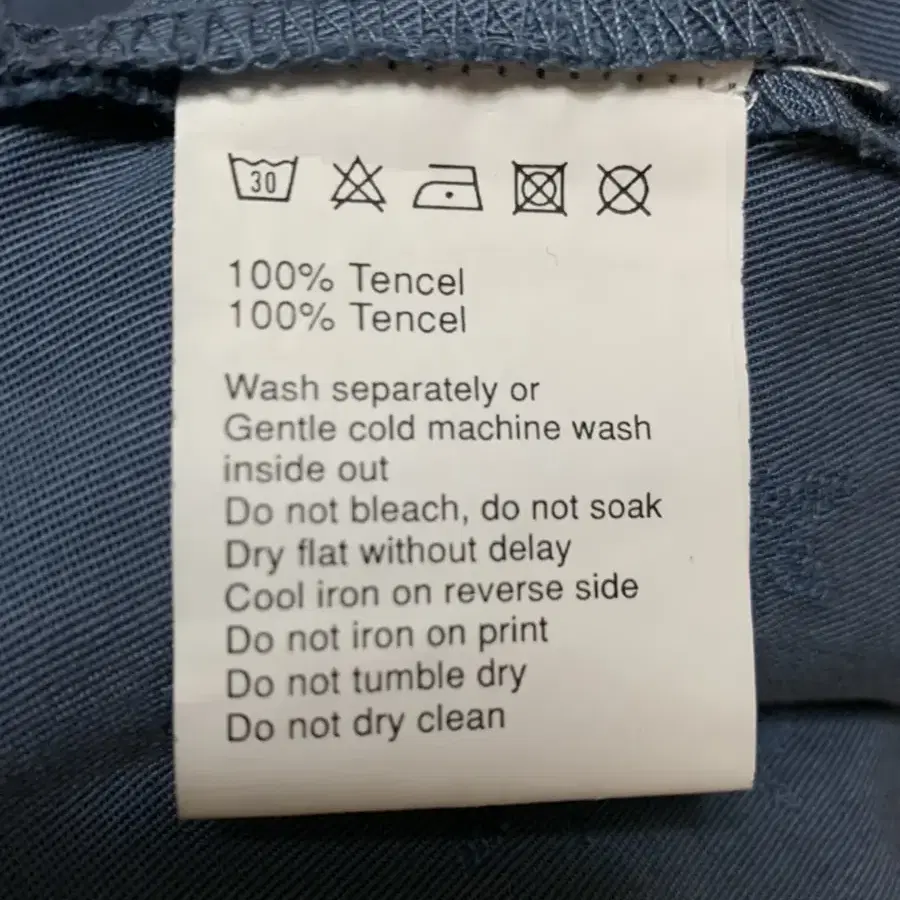 30
100% Tencel
100% Tencel
Wash separately or
Gentle cold machine wash
inside out
Do not bleach, do not soak
Dry flat without delay
Cool iron on reverse side
Do not iron on print
Do not tumble dry
Do not dry clean